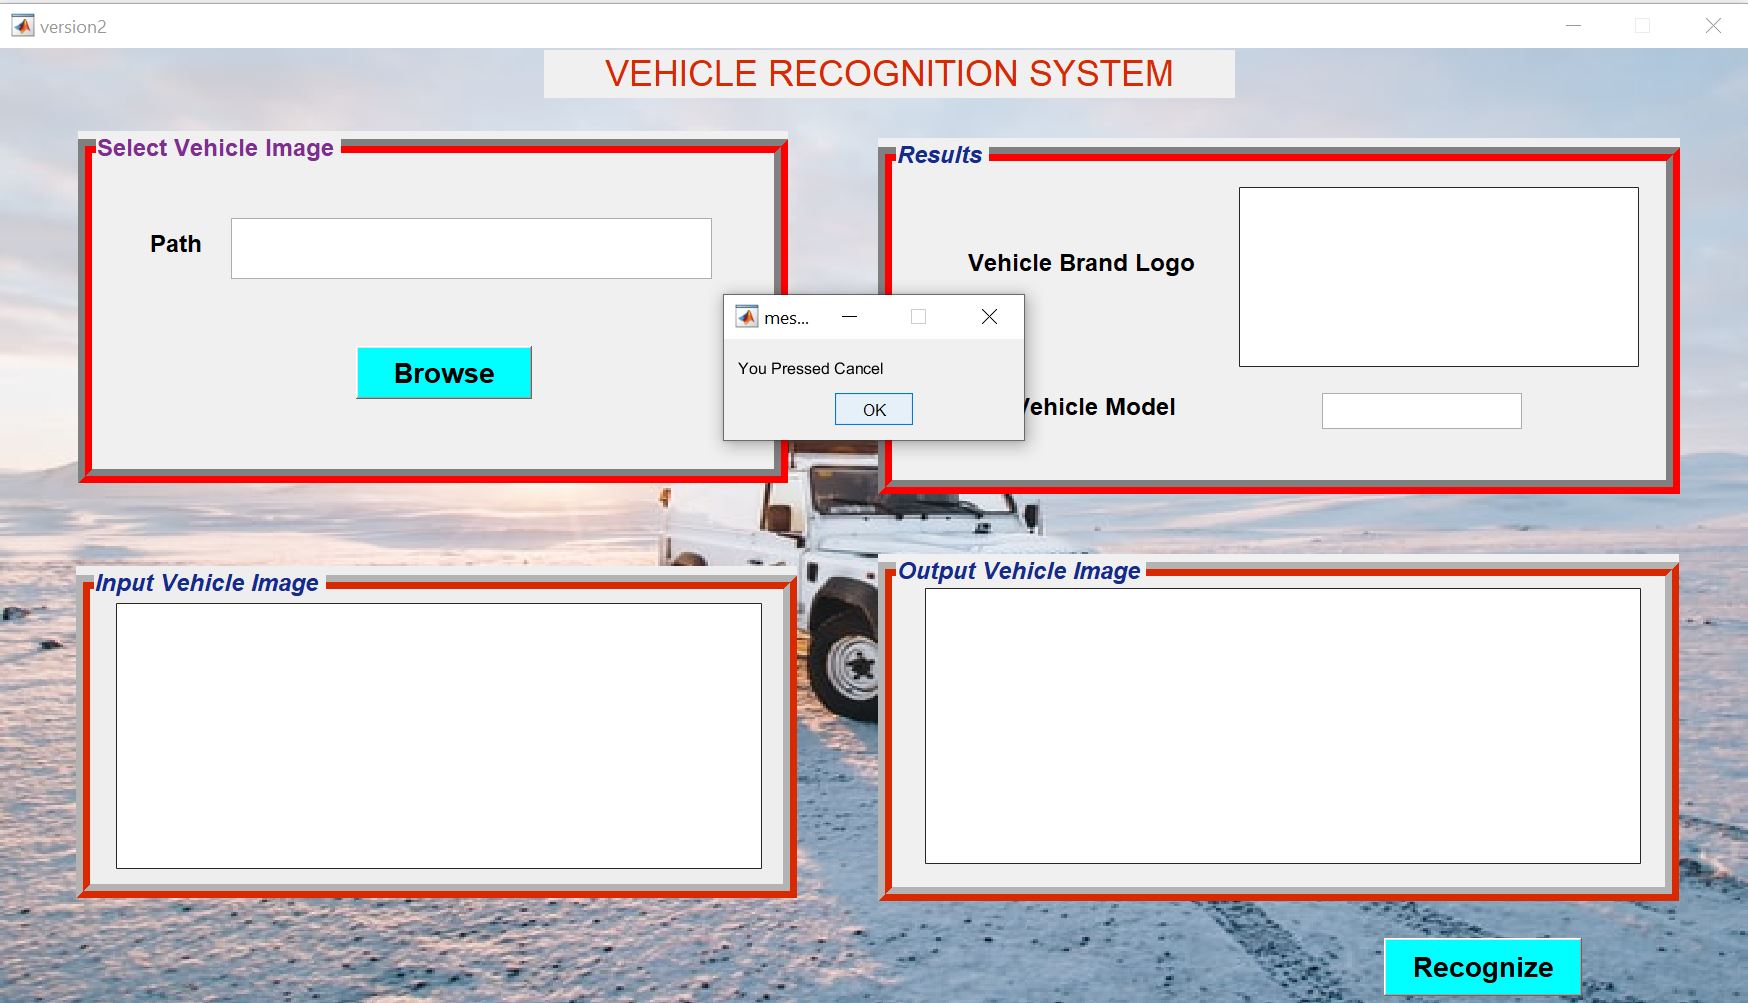 version2
VEHICLE RECOGNITION SYSTEM
Select Vehicle Image
Path
Browse
Results
Vehicle Brand Logo
Vehicle Model
mes...
You Pressed Cancel
OK
Input Vehicle Image
Output Vehicle Image
Recognize